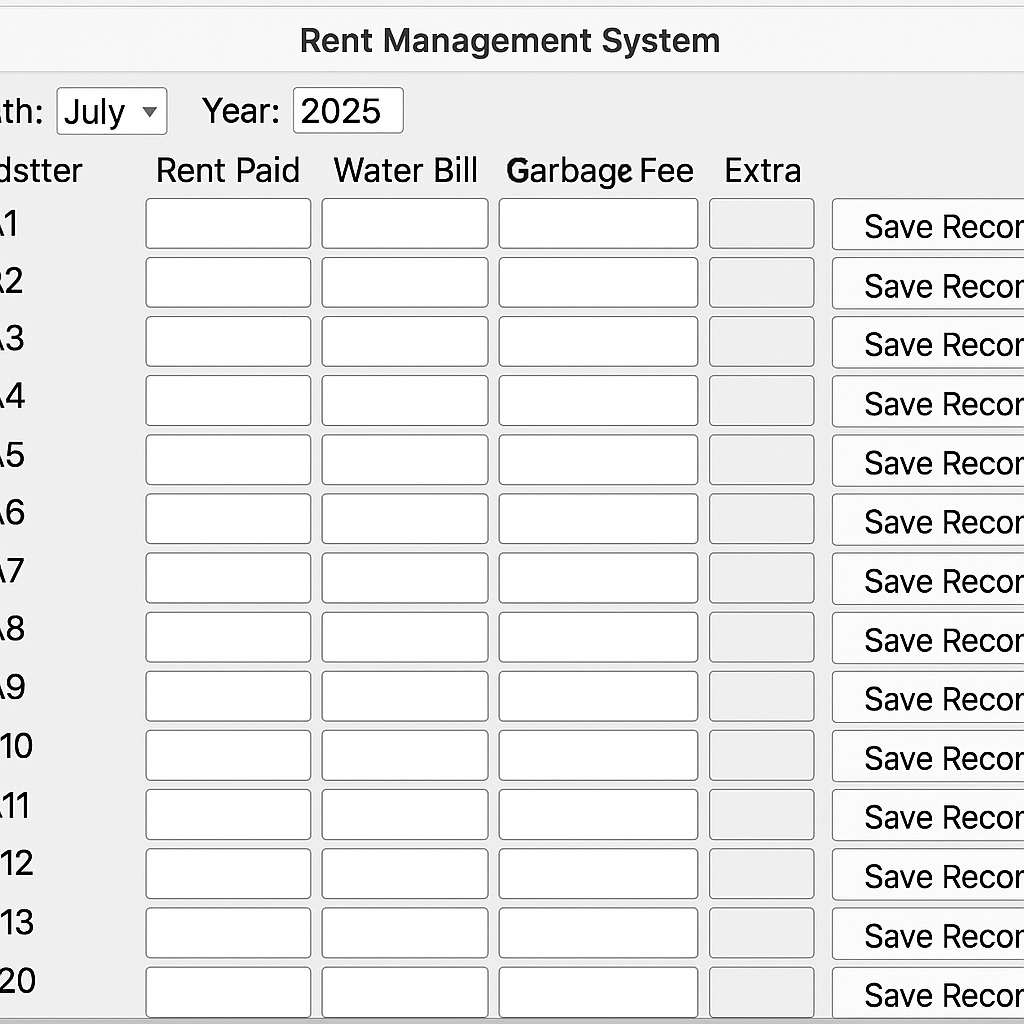 Rent Management System
th: July Year: 2025
dstter Rent Paid Water Bill Garbage Fee Extra
A1 Save Recor
R2 Save Recor
A3 Save Recor
A4 Save Recor
A5 Save Recor
A6 Save Recor
A7 Save Recor
A8 Save Recor
A9 Save Recor
10 Save Recor
11 Save Recor
12 Save Recor
13 Save Recor
20 Save Recor